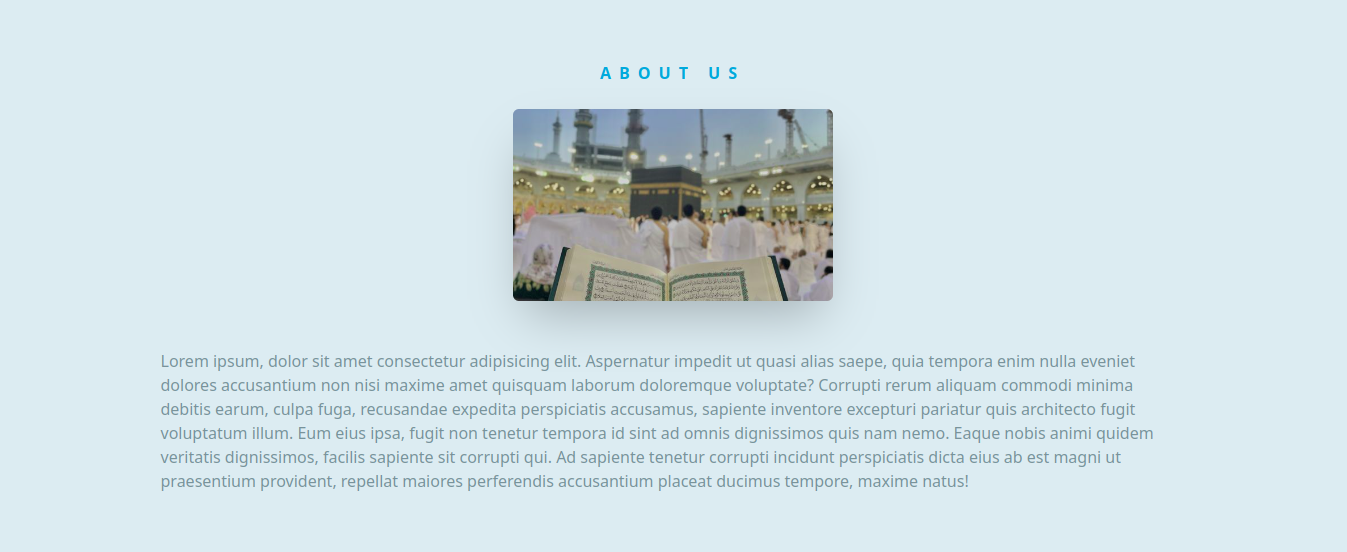 ABOUT US
Lorem ipsum, dolor sit amet consectetur adipisicing elit. Aspernatur impedit ut quasi alias saepe, quia tempora enim nulla eveniet
dolores accusantium non nisi maxime amet quisquam laborum doloremque voluptate? Corrupti rerum aliquam commodi minima
debitis earum, culpa fuga, recusandae expedita perspiciatis accusamus, sapiente inventore excepturi pariatur quis architecto fugit
voluptatum illum. Eum eius ipsa, fugit non tenetur tempora id sint ad omnis dignissimos quis nam nemo. Eaque nobis animi quidem
veritatis dignissimos, facilis sapiente sit corrupti qui. Ad sapiente tenetur corrupti incidunt perspiciatis dicta eius ab est magni ut
praesentium provident, repellat maiores perferendis accusantium placeat ducimus tempore, maxime natus!